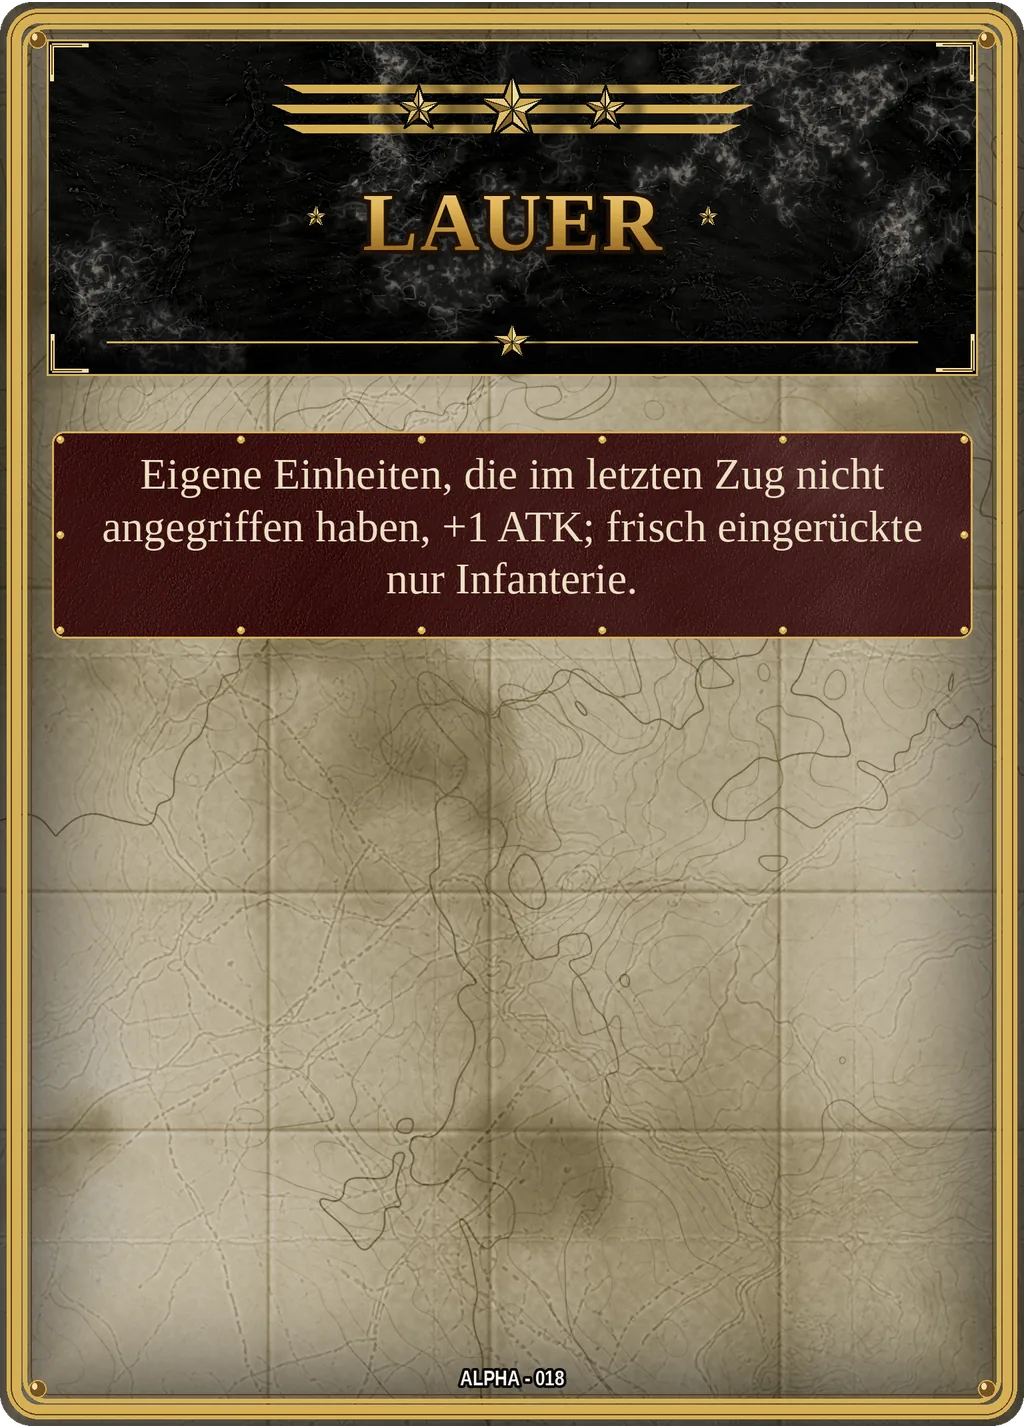 LAUER
Eigene Einheiten, die im letzten Zug nicht
angegriffen haben, +1 ATK; frisch eingerückte
nur Infanterie.
ALPHA - 018